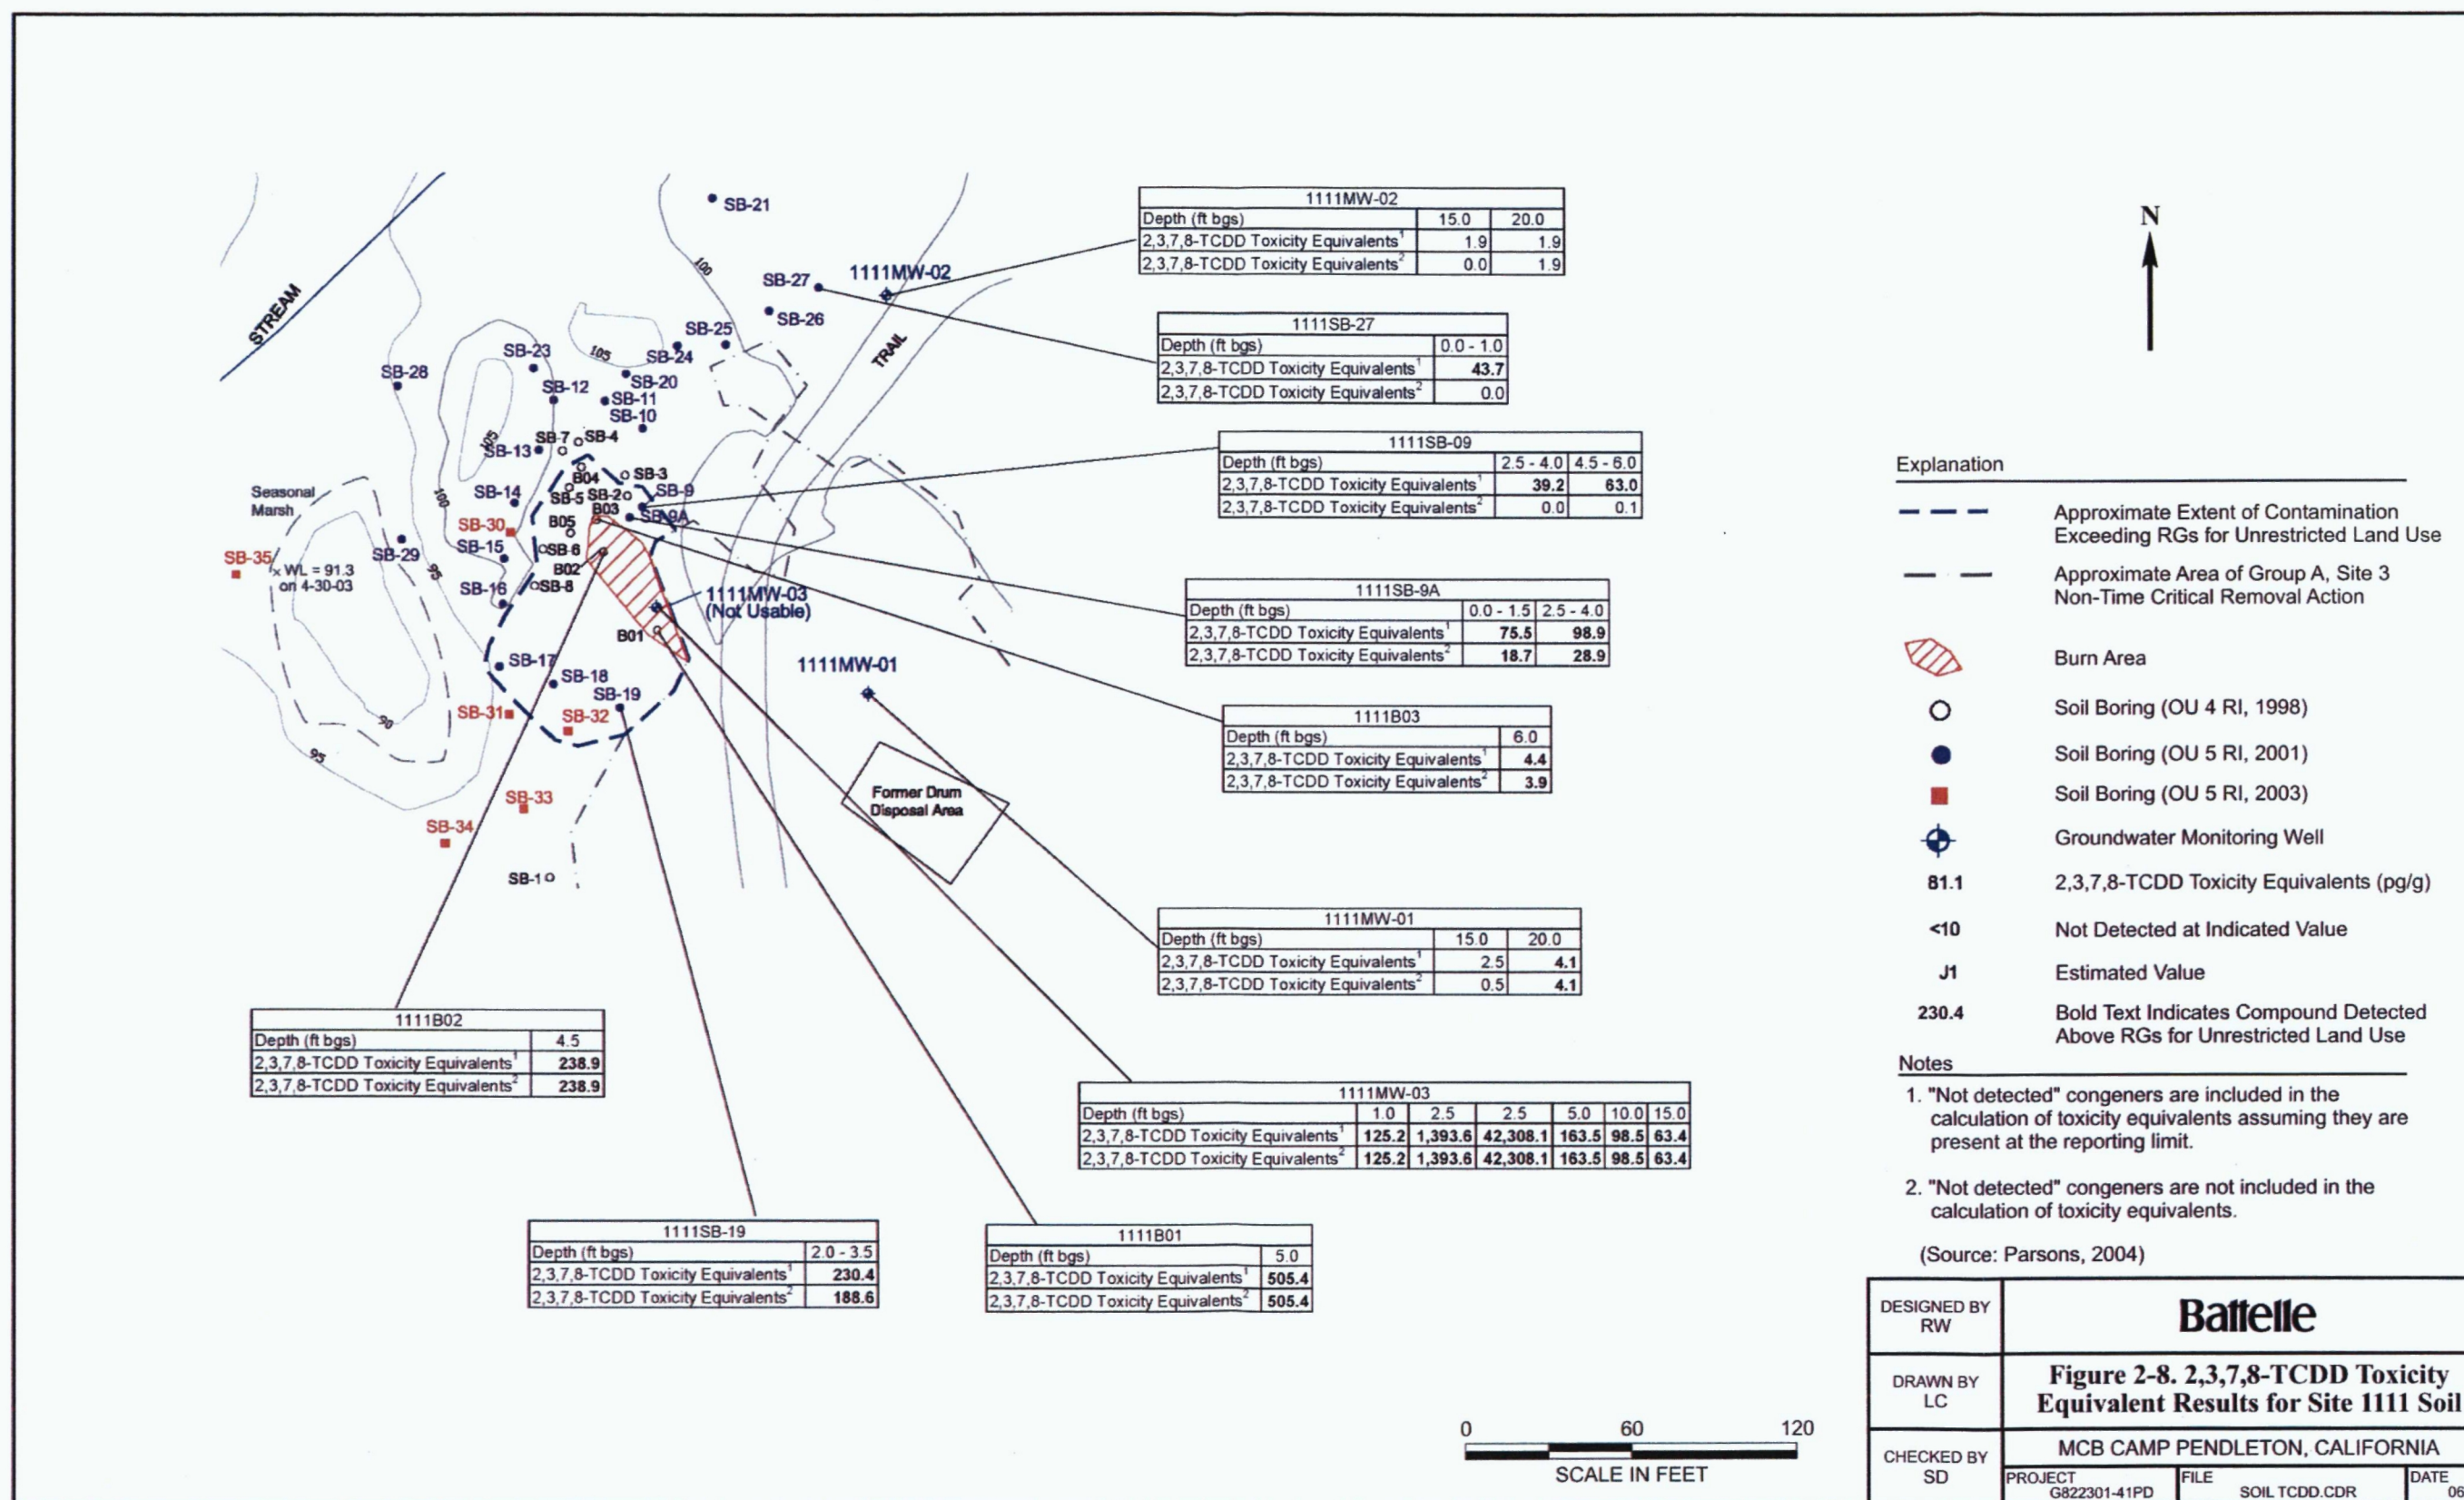 SB-21
100
SB-27
1111MW-02
SB-26
STREAM
SB-25
TRAIL
SB-23
105
SB-24
SB-28
SB-12
SB-20
SB-11
SB-10
105
SB-7
SB-4
SB-13
B04
SB-3
Seasonal
Marsh
100
SB-14
SB-5
SB-2
SB-9
B03
SB-9A
SB-30
B05
SB-35
SB-29
SB-15
SB-6
× WL = 91.3
on 4-30-03
95
B02
SB-16
SB-8
1111MW-03
(Not Usable)
B01
SB-17
1111MW-01
SB-18
SB-19
SB-31
SB-32
90
95
Former Drum
Disposal Area
SB-33
SB-34
SB-1
1111MW-02
Depth (ft bgs) 15.0 20.0
2,3,7,8-TCDD Toxicity Equivalents¹ 1.9 1.9
2,3,7,8-TCDD Toxicity Equivalents² 0.0 1.9
1111SB-27
Depth (ft bgs) 0.0 - 1.0
2,3,7,8-TCDD Toxicity Equivalents¹ 43.7
2,3,7,8-TCDD Toxicity Equivalents² 0.0
1111SB-09
Depth (ft bgs) 2.5 - 4.0 4.5 - 6.0
2,3,7,8-TCDD Toxicity Equivalents¹ 39.2 63.0
2,3,7,8-TCDD Toxicity Equivalents² 0.0 0.1
1111SB-9A
Depth (ft bgs) 0.0 - 1.5 2.5 - 4.0
2,3,7,8-TCDD Toxicity Equivalents¹ 75.5 98.9
2,3,7,8-TCDD Toxicity Equivalents² 18.7 28.9
1111B03
Depth (ft bgs) 6.0
2,3,7,8-TCDD Toxicity Equivalents¹ 4.4
2,3,7,8-TCDD Toxicity Equivalents² 3.9
1111MW-01
Depth (ft bgs) 15.0 20.0
2,3,7,8-TCDD Toxicity Equivalents¹ 2.5 4.1
2,3,7,8-TCDD Toxicity Equivalents² 0.5 4.1
1111B02
Depth (ft bgs) 4.5
2,3,7,8-TCDD Toxicity Equivalents¹ 238.9
2,3,7,8-TCDD Toxicity Equivalents² 238.9
1111MW-03
Depth (ft bgs) 1.0 2.5 2.5 5.0 10.0 15.0
2,3,7,8-TCDD Toxicity Equivalents¹ 125.2 1,393.6 42,308.1 163.5 98.5 63.4
2,3,7,8-TCDD Toxicity Equivalents² 125.2 1,393.6 42,308.1 163.5 98.5 63.4
1111SB-19
Depth (ft bgs) 2.0 - 3.5
2,3,7,8-TCDD Toxicity Equivalents¹ 230.4
2,3,7,8-TCDD Toxicity Equivalents² 188.6
1111B01
Depth (ft bgs) 5.0
2,3,7,8-TCDD Toxicity Equivalents¹ 505.4
2,3,7,8-TCDD Toxicity Equivalents² 505.4
0 60 120
SCALE IN FEET
N
Explanation
Approximate Extent of Contamination
Exceeding RGs for Unrestricted Land Use
Approximate Area of Group A, Site 3
Non-Time Critical Removal Action
Burn Area
Soil Boring (OU 4 RI, 1998)
Soil Boring (OU 5 RI, 2001)
Soil Boring (OU 5 RI, 2003)
Groundwater Monitoring Well
81.1 2,3,7,8-TCDD Toxicity Equivalents (pg/g)
<10 Not Detected at Indicated Value
J1 Estimated Value
230.4 Bold Text Indicates Compound Detected
Above RGs for Unrestricted Land Use
Notes
1. "Not detected" congeners are included in the
calculation of toxicity equivalents assuming they are
present at the reporting limit.
2. "Not detected" congeners are not included in the
calculation of toxicity equivalents.
(Source: Parsons, 2004)
DESIGNED BY
RW
Battelle
DRAWN BY
LC
Figure 2-8. 2,3,7,8-TCDD Toxicity
Equivalent Results for Site 1111 Soil
CHECKED BY
SD
MCB CAMP PENDLETON, CALIFORNIA
PROJECT
G822301-41PD
FILE
SOIL TCDD.CDR
DATE
06